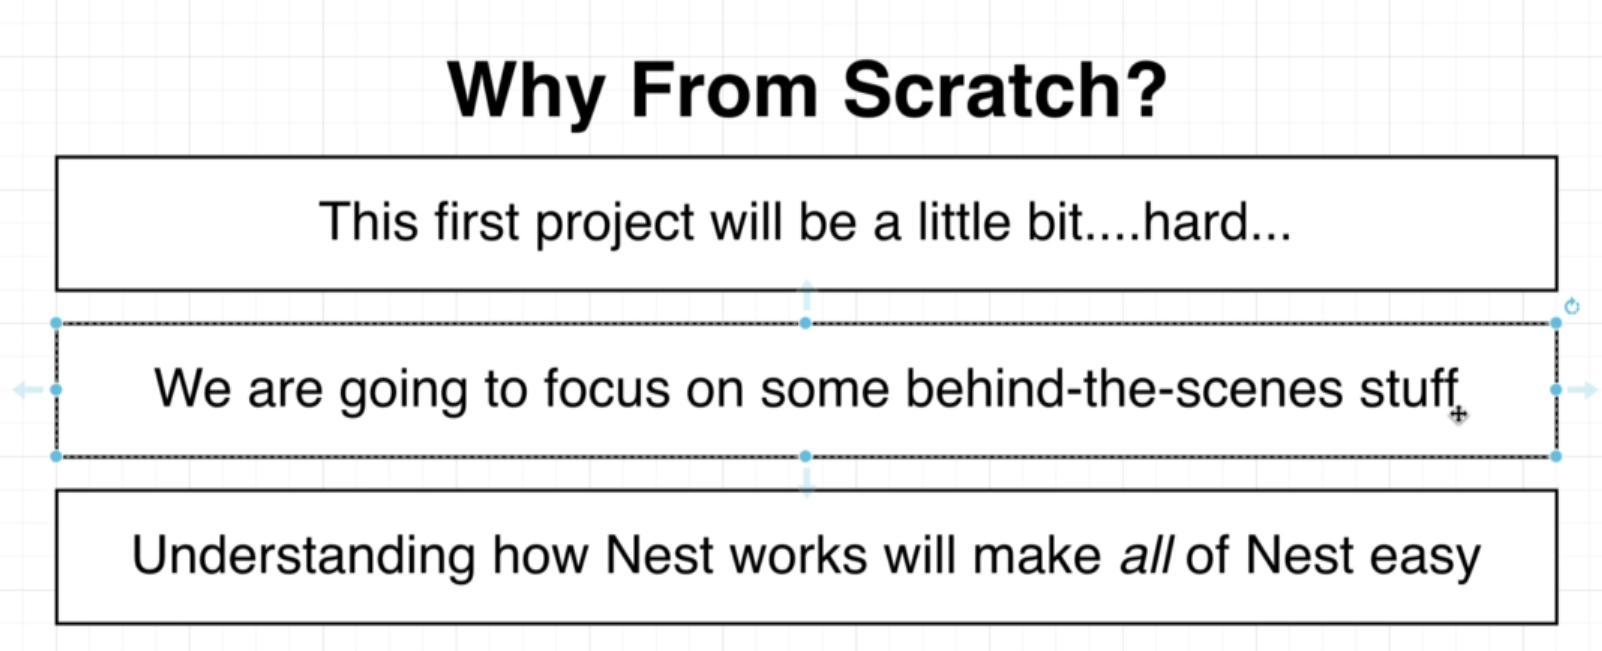 Why From Scratch?
This first project will be a little bit....hard...
We are going to focus on some behind-the-scenes stuff
Understanding how Nest works will make all of Nest easy